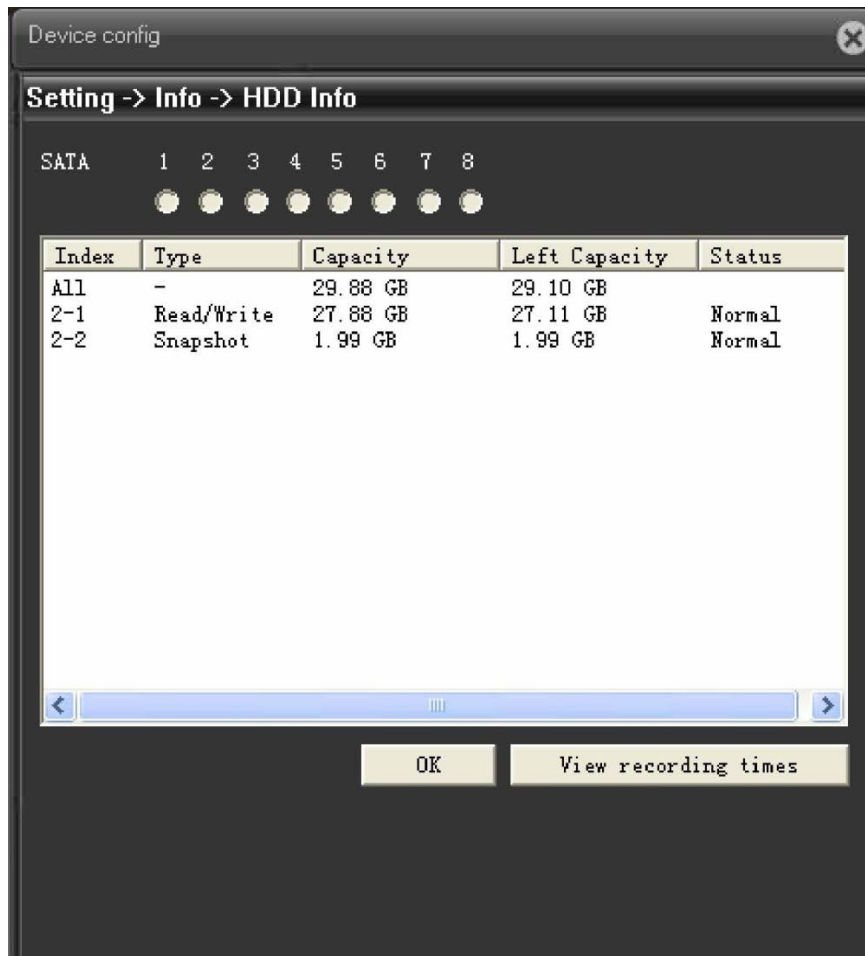 Device config
Setting -> Info -> HDD Info
SATA 1 2 3 4 5 6 7 8
Index Type Capacity Left Capacity Status
All - 29.88 GB 29.10 GB
2-1 Read/Write 27.88 GB 27.11 GB Normal
2-2 Snapshot 1.99 GB 1.99 GB Normal
OK View recording times